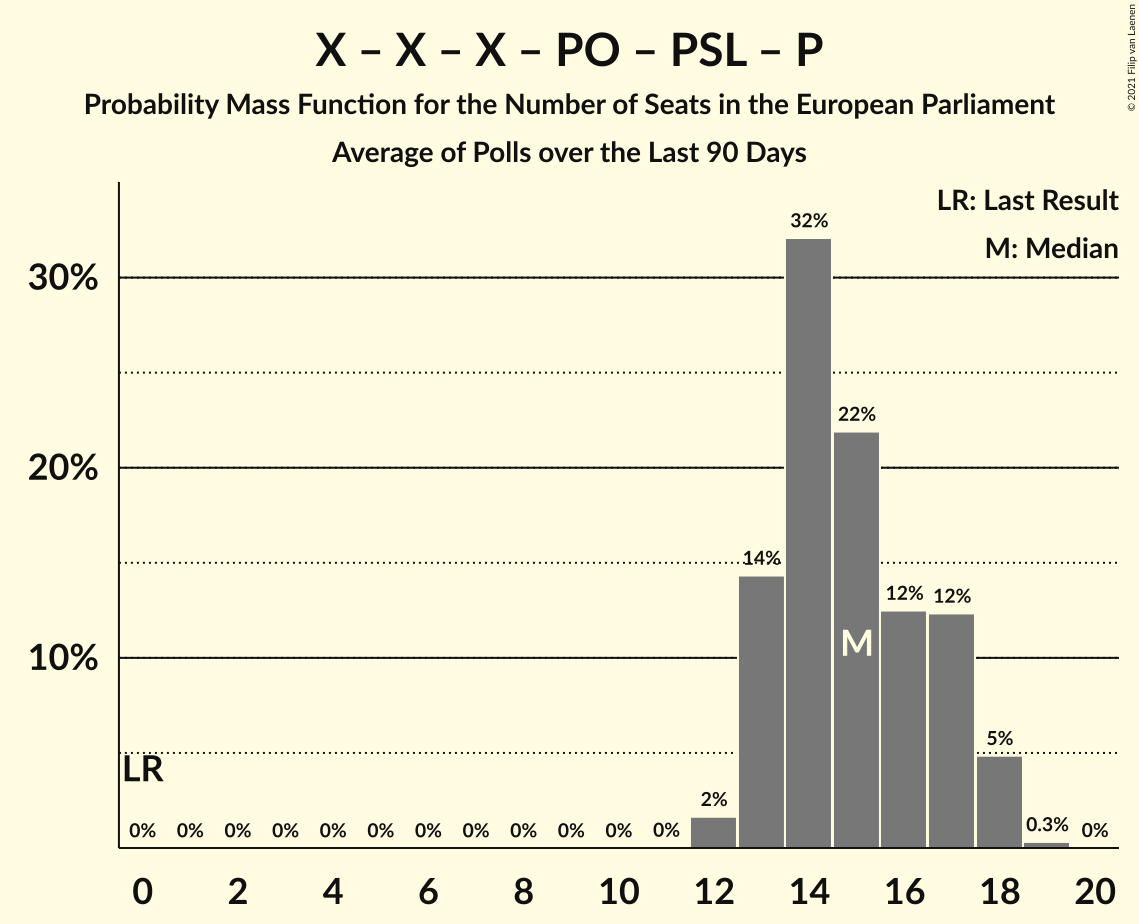 X – X – X – PO – PSL – P
Probability Mass Function for the Number of Seats in the European Parliament
Average of Polls over the Last 90 Days
© 2021 Filip van Laenen
LR: Last Result
M: Median
32%
30%
22%
20%
14%
12%
12%
M
10%
5%
LR
2%
0% 0% 0% 0% 0% 0% 0% 0% 0% 0% 0% 0% 0.3% 0%
0 2 4 6 8 10 12 14 16 18 20